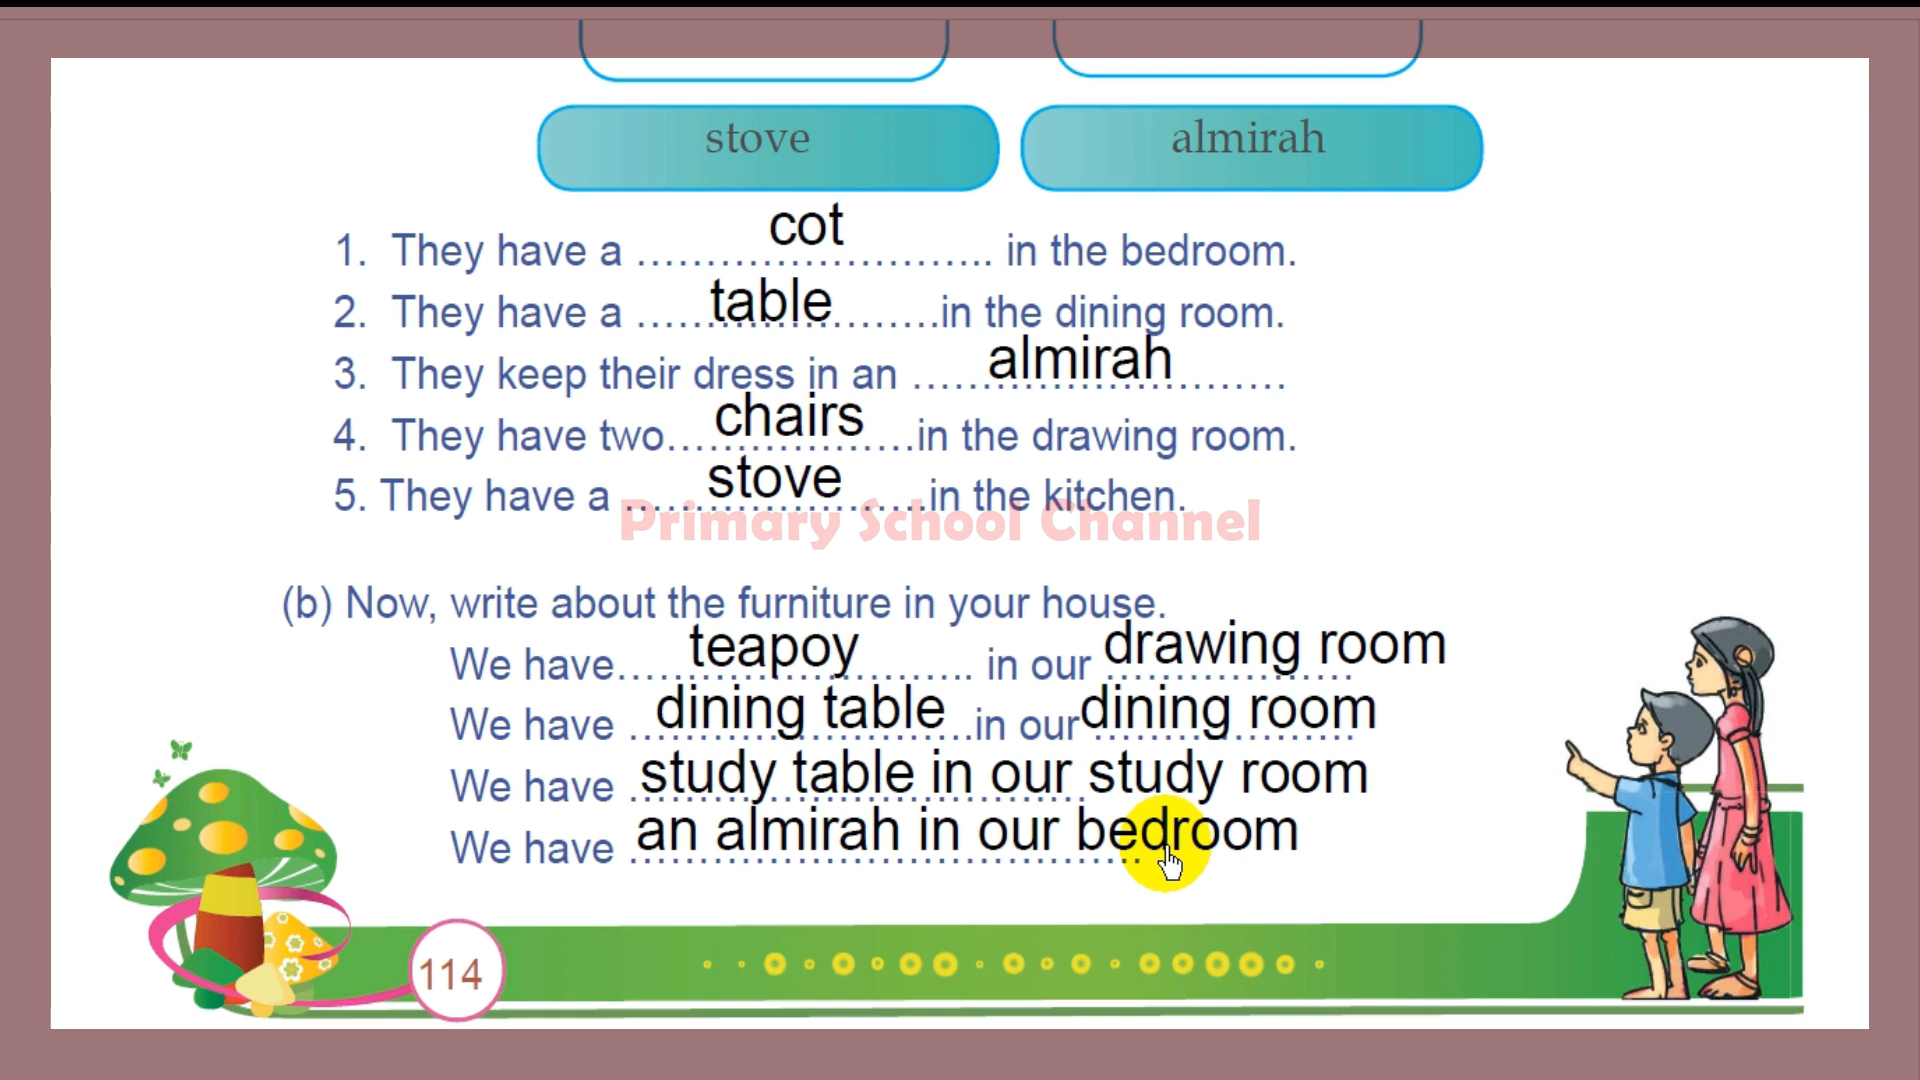 stove almirah
1. They have a cot in the bedroom.
2. They have a table in the dining room.
3. They keep their dress in an almirah
4. They have two chairs in the drawing room.
5. They have a stove in the kitchen.
Primary School Channel
(b) Now, write about the furniture in your house.
We have teapoy in our drawing room
We have dining table in our dining room
We have study table in our study room
We have an almirah in our bedroom
114